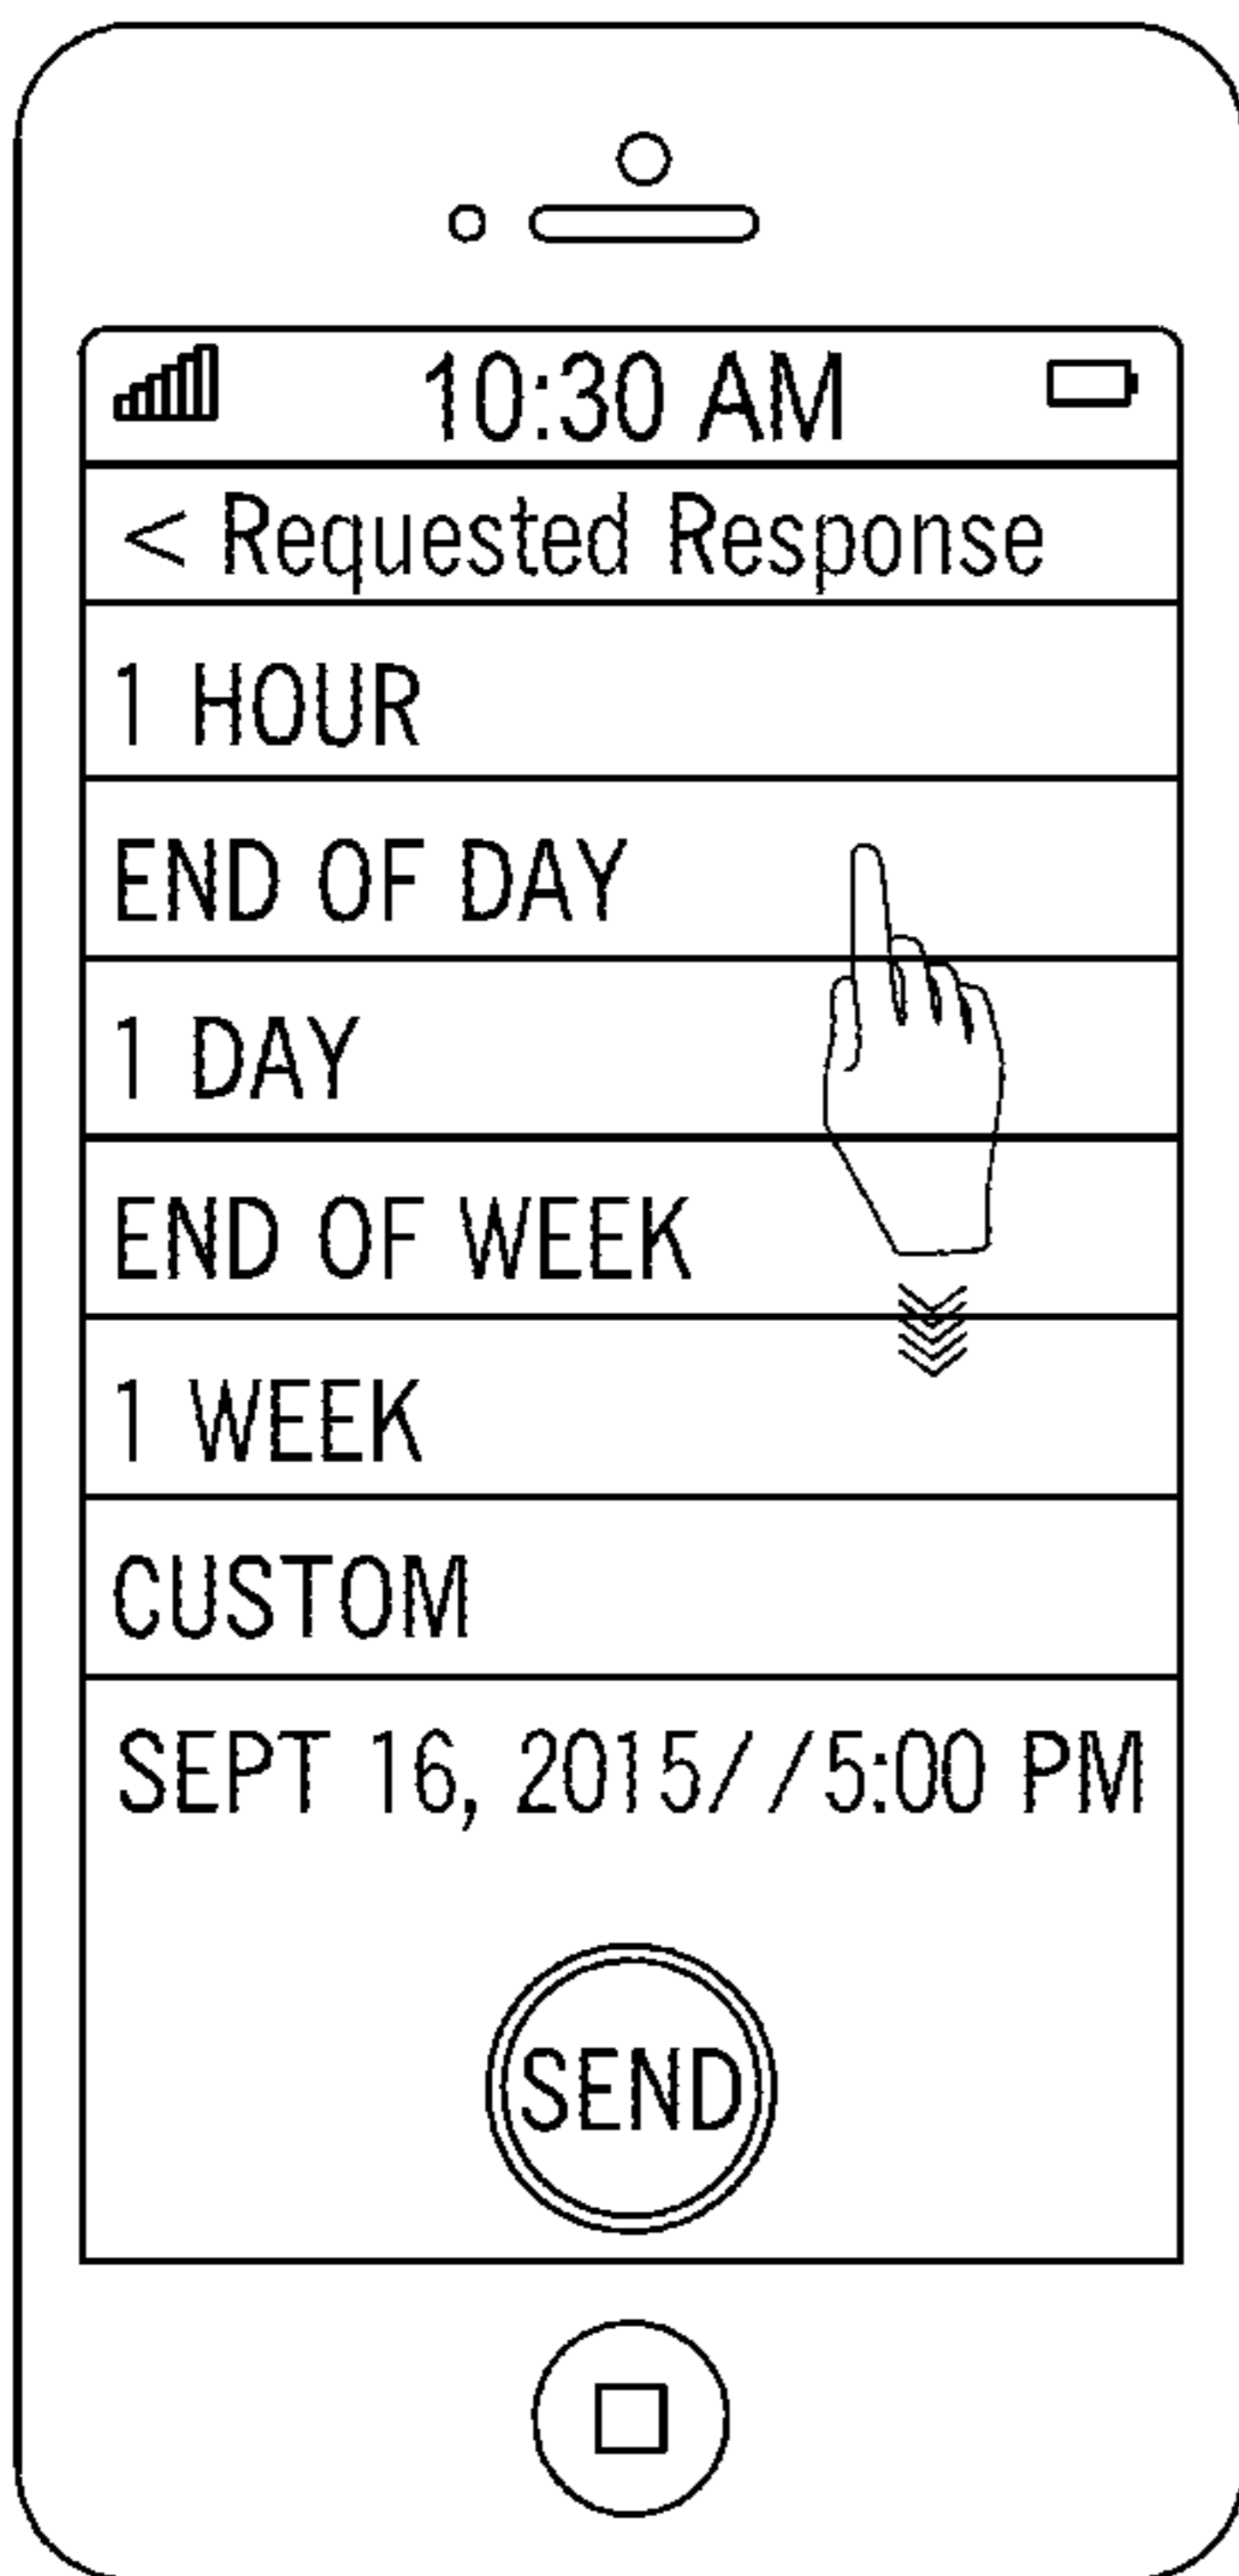 10:30 AM
< Requested Response
1 HOUR
END OF DAY
1 DAY
END OF WEEK
1 WEEK
CUSTOM
SEPT 16, 2015//5:00 PM
SEND